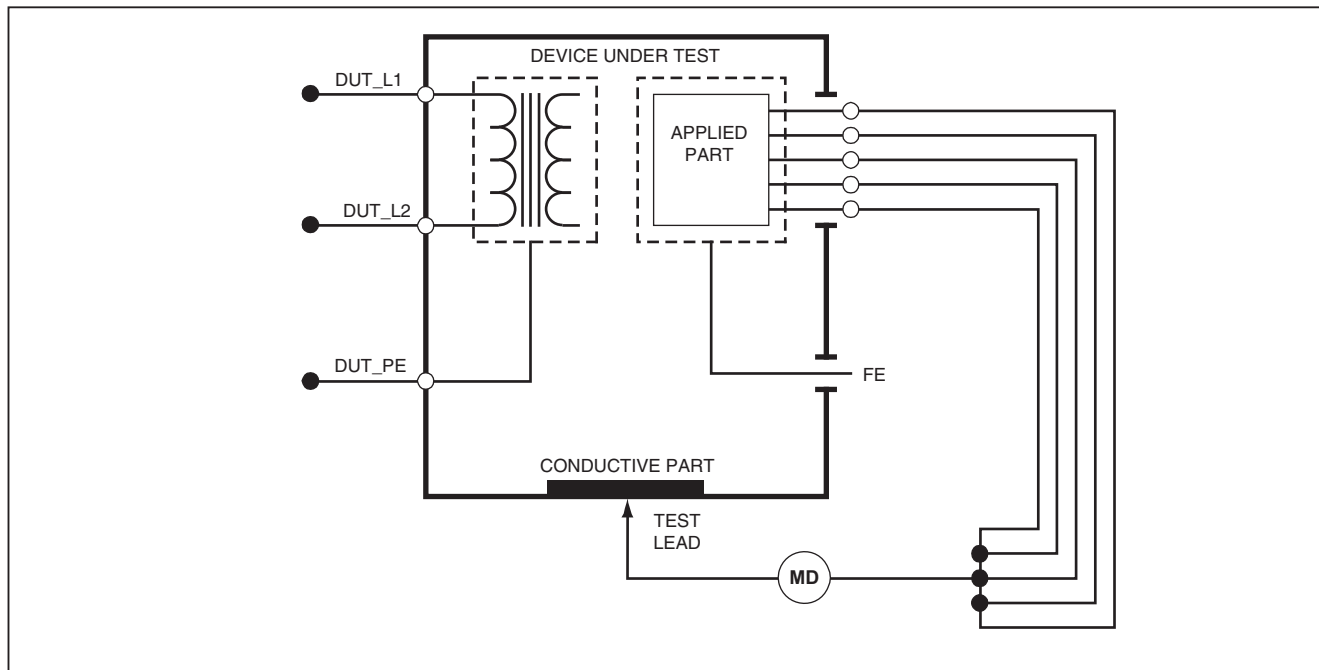 DEVICE UNDER TEST
DUT_L1
APPLIED
PART
DUT_L2
DUT_PE
FE
CONDUCTIVE PART
TEST
LEAD
MD